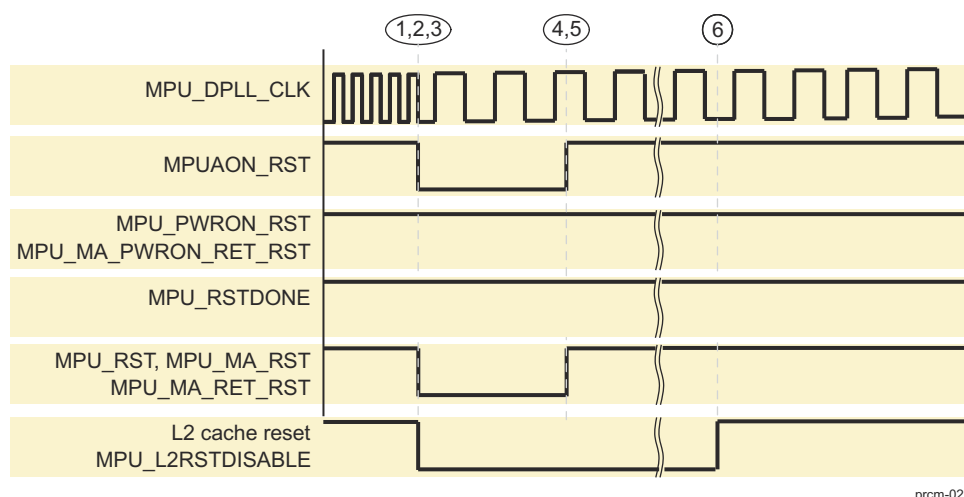 1,2,3
4,5
6
MPU_DPLL_CLK
MPUAON_RST
MPU_PWRON_RST
MPU_MA_PWRON_RET_RST
MPU_RSTDONE
MPU_RST, MPU_MA_RST
MPU_MA_RET_RST
L2 cache reset
MPU_L2RSTDISABLE
prcm-02